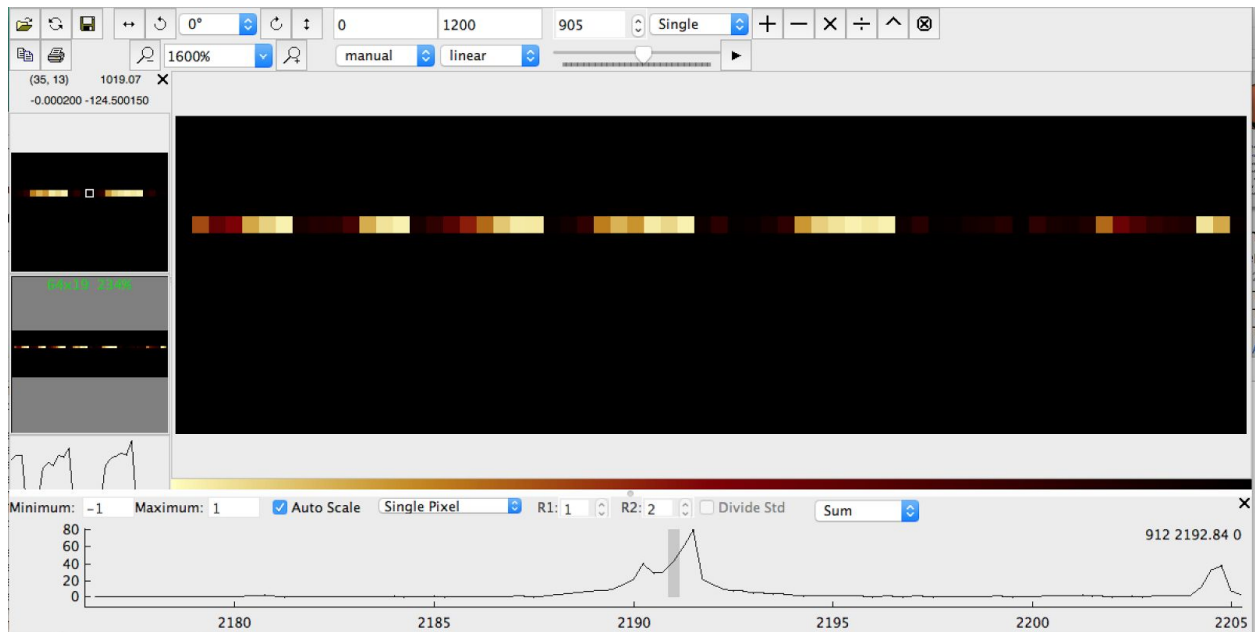 0° 0 1200 905 Single
1600% manual linear
(35, 13) 1019.07
-0.000200 -124.500150
Minimum: -1 Maximum: 1 Auto Scale Single Pixel R1: 1 R2: 2 Divide Std Sum
912 2192.84 0
80
60
40
20
0
2180 2185 2190 2195 2200 2205